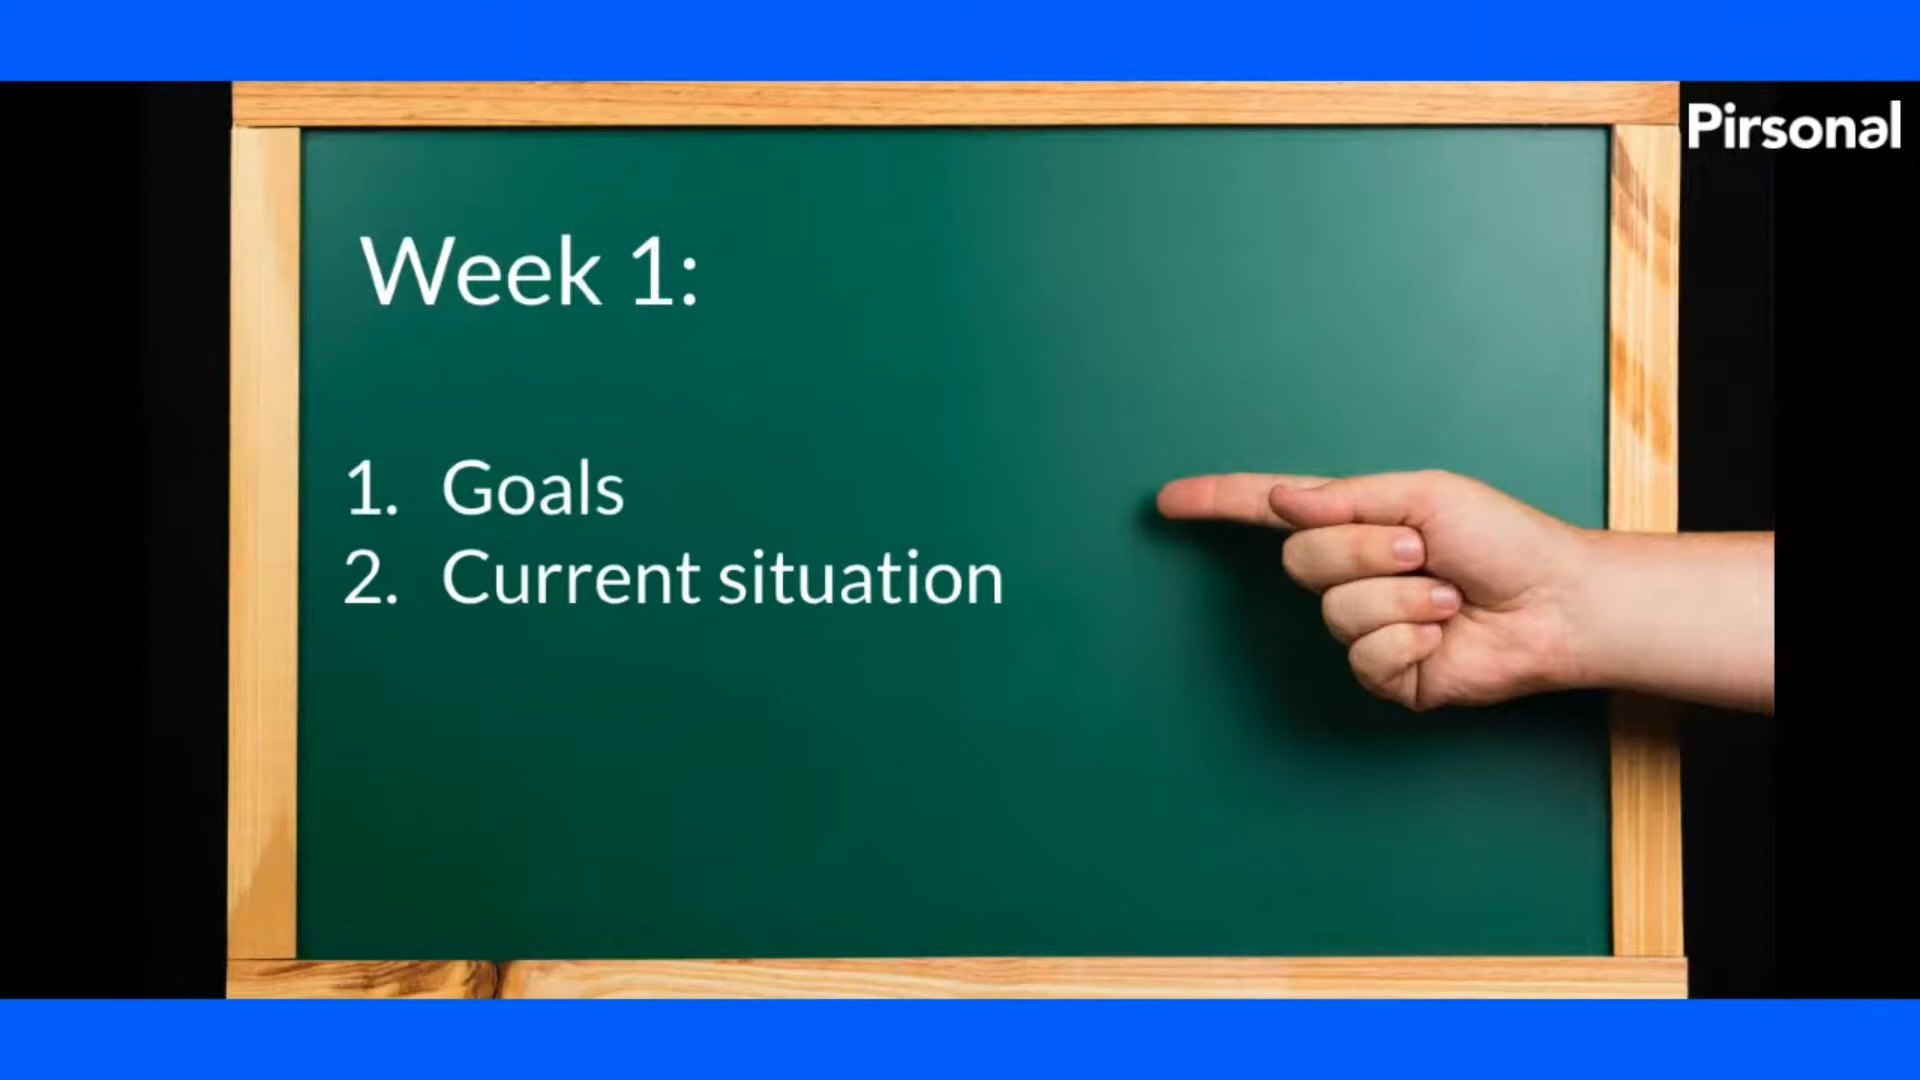 Pirsonal
Week 1:
1. Goals
2. Current situation